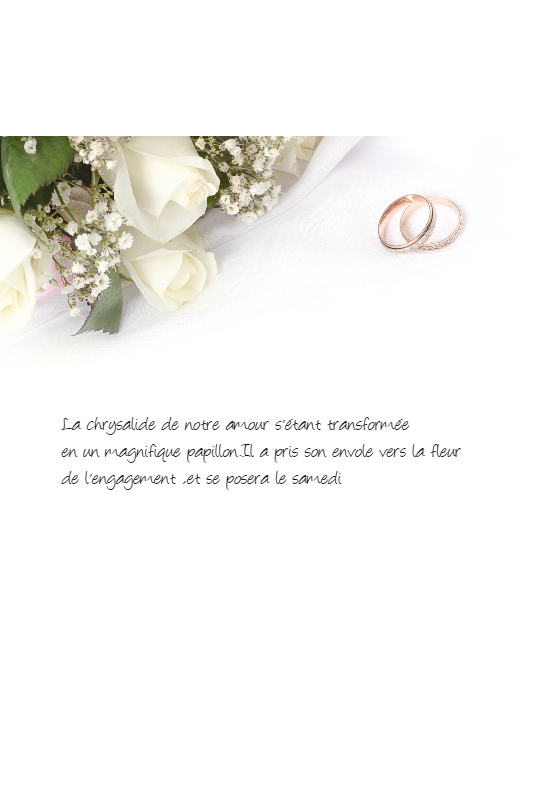 La chrysalide de notre amour s'étant transformée
en un magnifique papillon.Il a pris son envole vers la fleur
de l'engagement ,et se posera le samedi